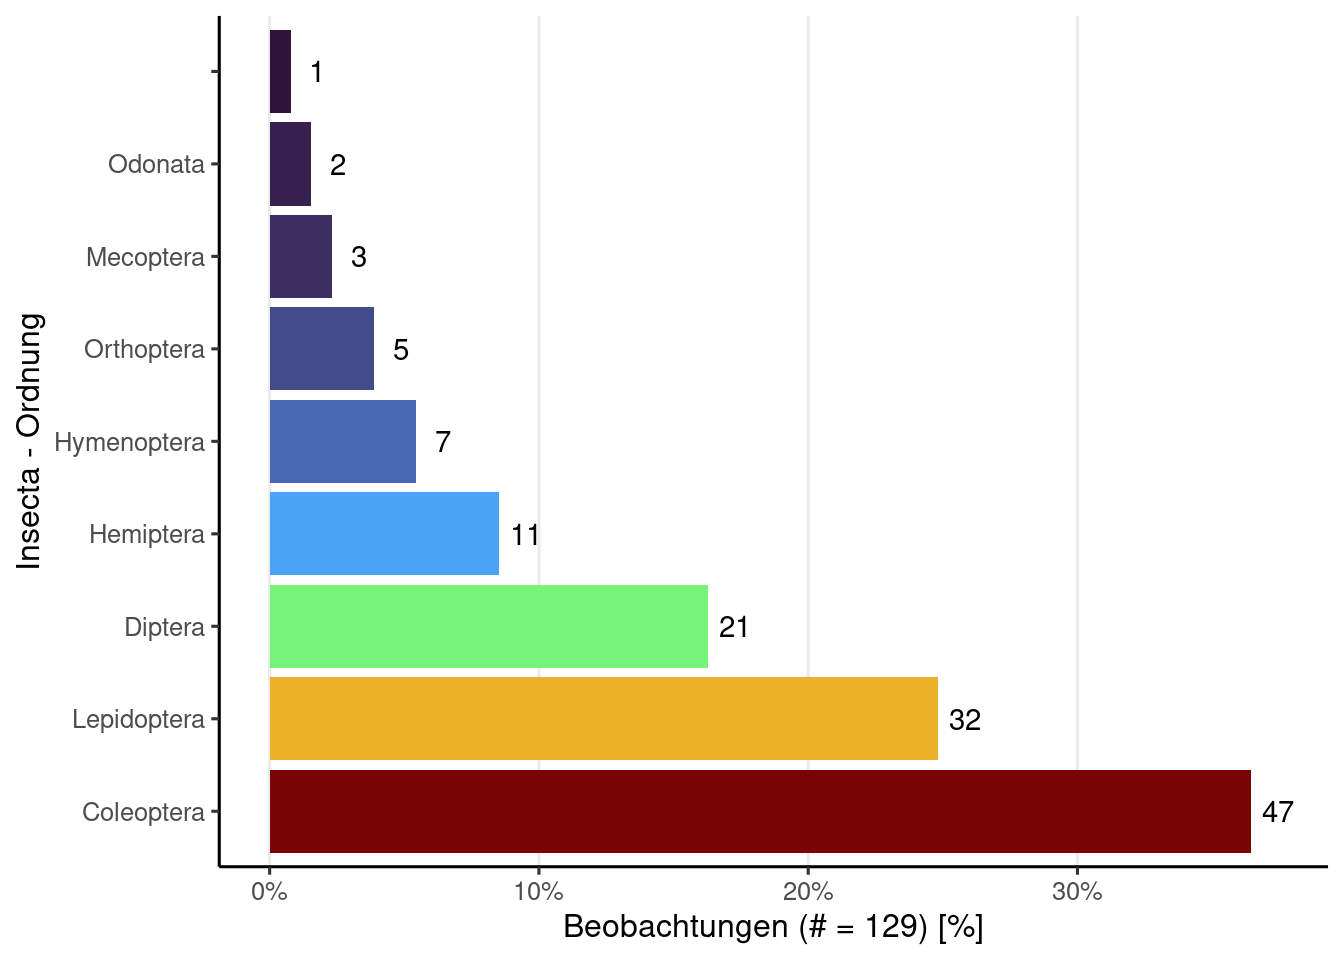 1
Odonata 2
Mecoptera 3
Orthoptera 5
Hymenoptera 7
Hemiptera 11
Diptera 21
Lepidoptera 32
Coleoptera 47
Insecta - Ordnung
0% 10% 20% 30%
Beobachtungen (# = 129) [%]